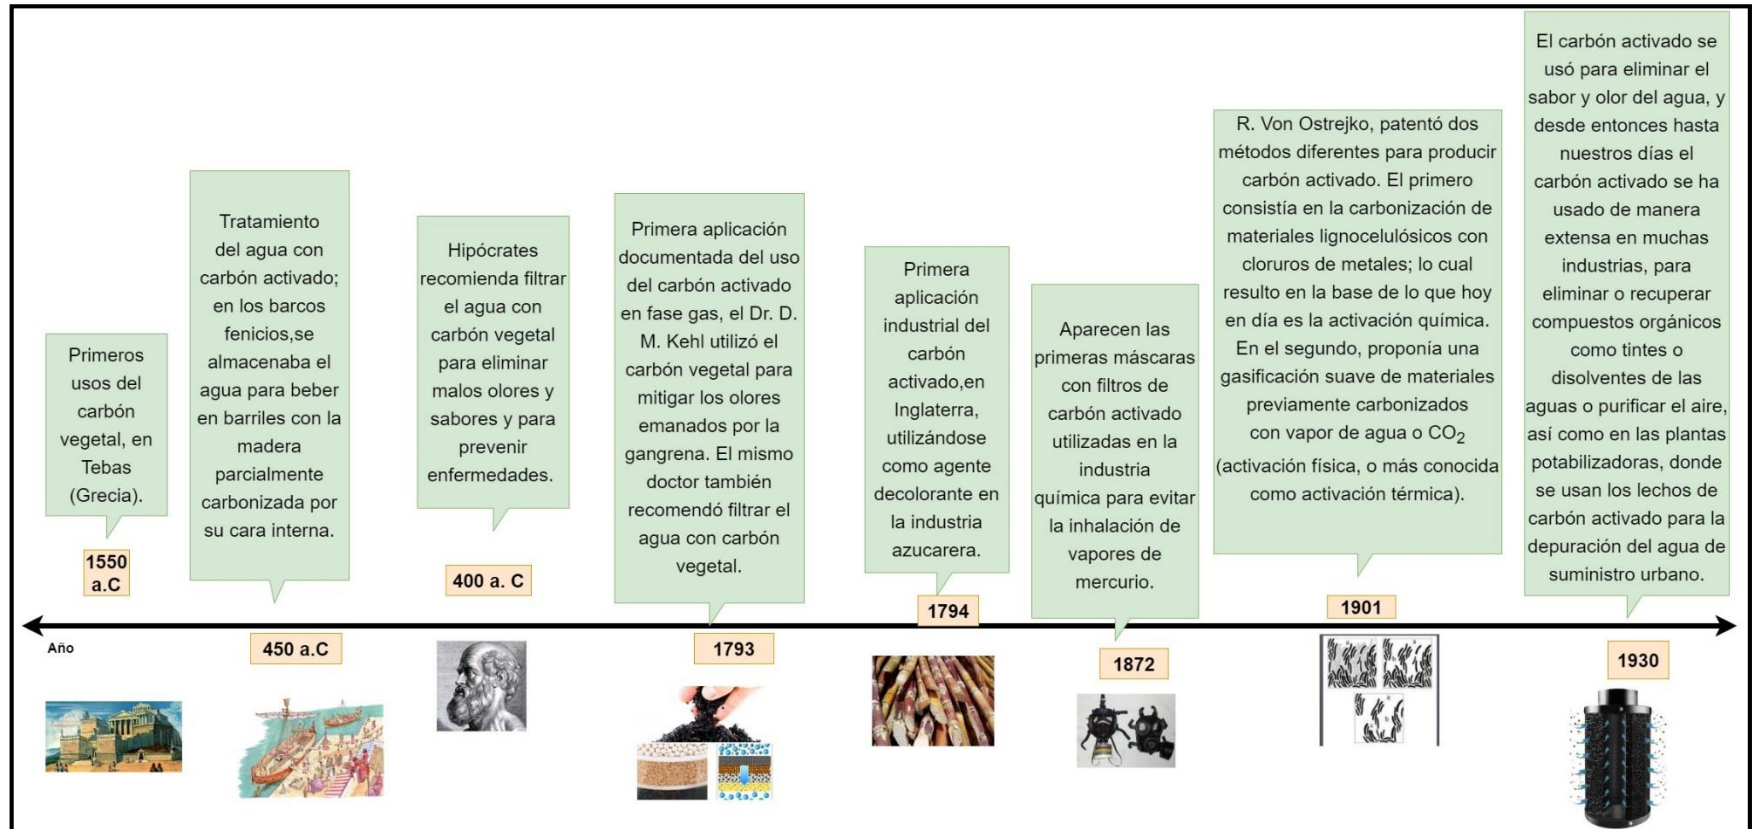 Primeros
usos del
carbón
vegetal, en
Tebas
(Grecia).
1550
a.C
Tratamiento
del agua con
carbón activado;
en los barcos
fenicios,se
almacenaba el
agua para beber
en barriles con la
madera
parcialmente
carbonizada por
su cara interna.
450 a.C
Hipócrates
recomienda filtrar
el agua con
carbón vegetal
para eliminar
malos olores y
sabores y para
prevenir
enfermedades.
400 a. C
Primera aplicación
documentada del uso
del carbón activado
en fase gas, el Dr. D.
M. Kehl utilizó el
carbón vegetal para
mitigar los olores
emanados por la
gangrena. El mismo
doctor también
recomendó filtrar el
agua con carbón
vegetal.
1793
Primera
aplicación
industrial del
carbón
activado,en
Inglaterra,
utilizándose
como agente
decolorante en
la industria
azucarera.
1794
Aparecen las
primeras máscaras
con filtros de
carbón activado
utilizadas en la
industria
química para evitar
la inhalación de
vapores de
mercurio.
1872
R. Von Ostrejko, patentó dos
métodos diferentes para producir
carbón activado. El primero
consistía en la carbonización de
materiales lignocelulósicos con
cloruros de metales; lo cual
resulto en la base de lo que hoy
en día es la activación química.
En el segundo, proponía una
gasificación suave de materiales
previamente carbonizados
con vapor de agua o CO₂
(activación física, o más conocida
como activación térmica).
1901
El carbón activado se
usó para eliminar el
sabor y olor del agua, y
desde entonces hasta
nuestros días el
carbón activado se ha
usado de manera
extensa en muchas
industrias, para
eliminar o recuperar
compuestos orgánicos
como tintes o
disolventes de las
aguas o purificar el aire,
así como en las plantas
potabilizadoras, donde
se usan los lechos de
carbón activado para la
depuración del agua de
suministro urbano.
1930
Año